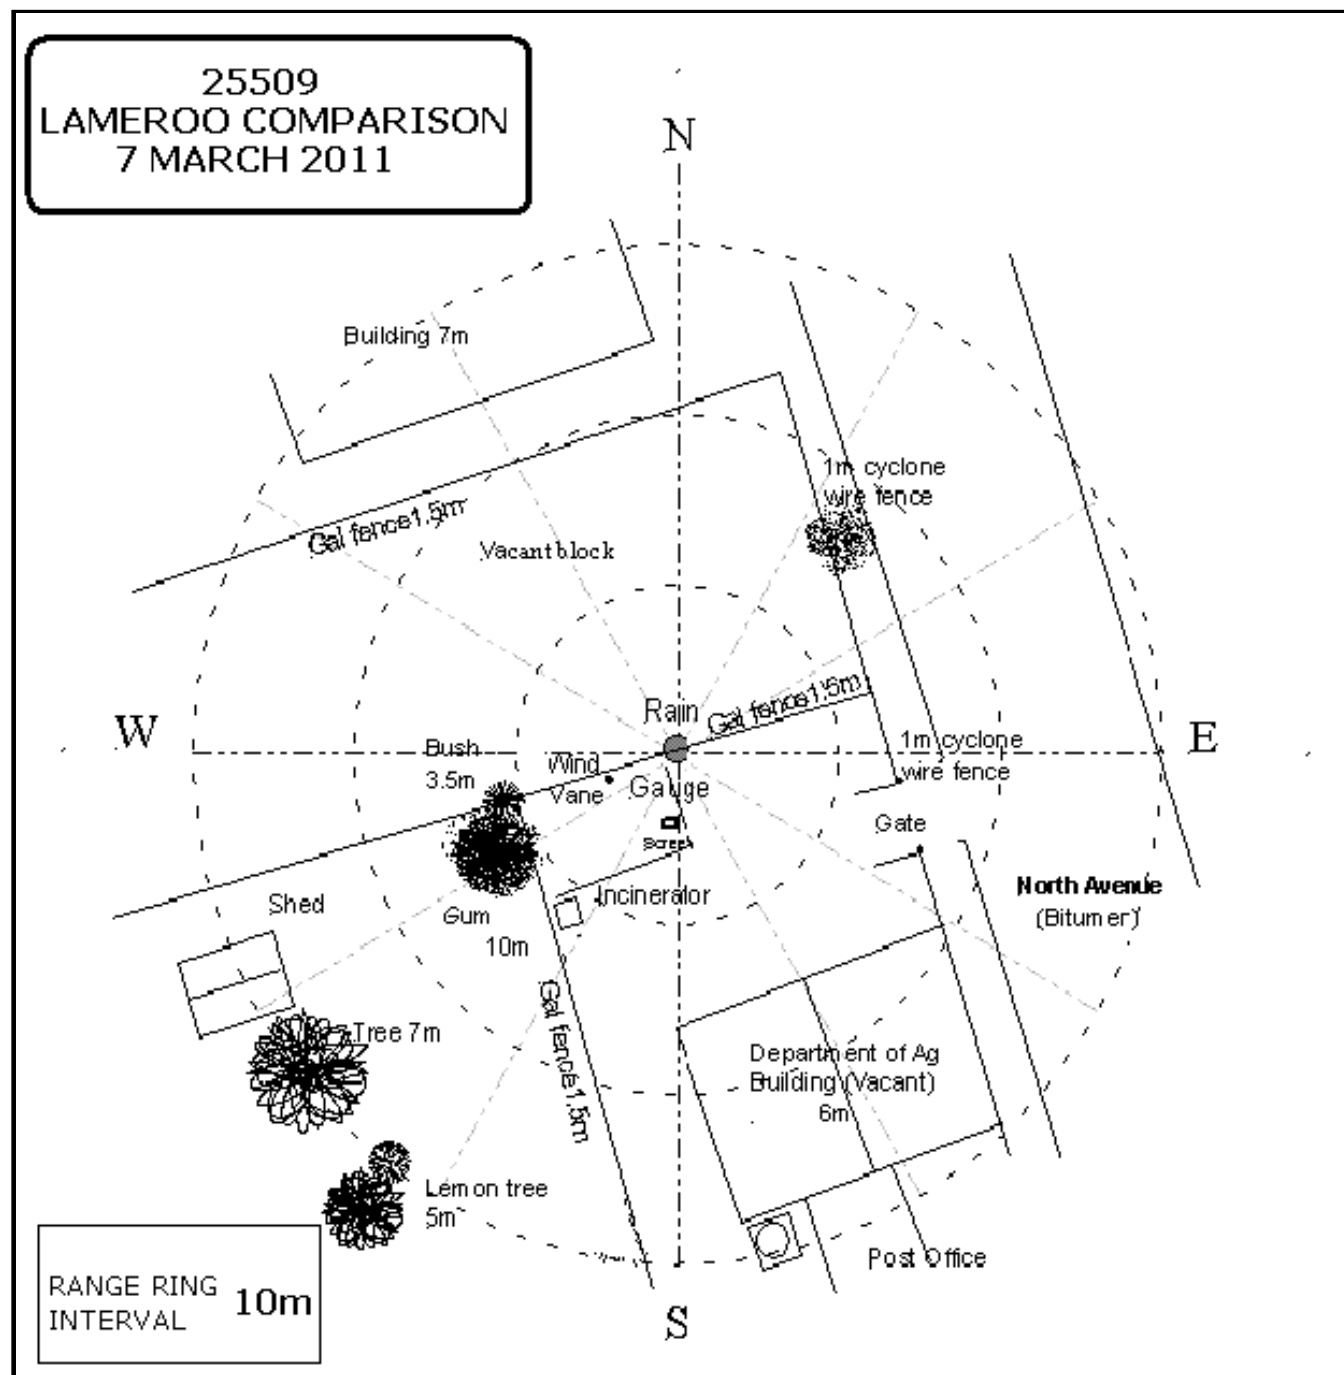 25509
LAMEROO COMPARISON
7 MARCH 2011
N
Building 7m
1m cyclone
wire fence
Gal fence1.5m
Vacant block
Rain
Gal fence1.6m
W
E
Bush
3.5m
Wind
Vane
Gauge
1m cyclone
wire fence
Screen
Gate
Shed
Gum
10m
Incinerator
North Avenue
(Bitumer)
Gal fence1.5m
Tree 7m
Department of Ag
Building (Vacant)
6m
Lemon tree
5m
Post Office
RANGE RING
INTERVAL 10m
S